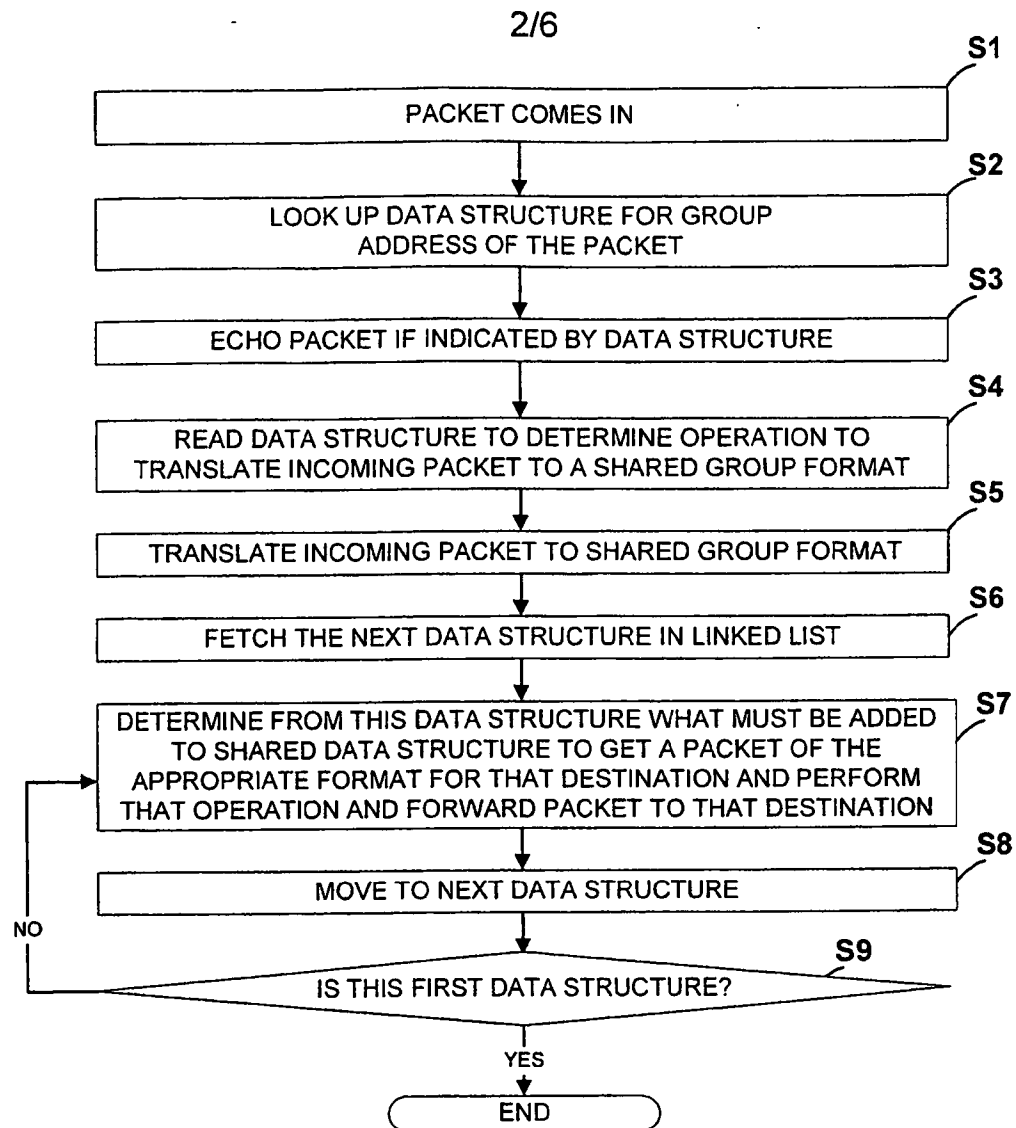 2/6
S1
PACKET COMES IN
S2
LOOK UP DATA STRUCTURE FOR GROUP
ADDRESS OF THE PACKET
S3
ECHO PACKET IF INDICATED BY DATA STRUCTURE
S4
READ DATA STRUCTURE TO DETERMINE OPERATION TO
TRANSLATE INCOMING PACKET TO A SHARED GROUP FORMAT
S5
TRANSLATE INCOMING PACKET TO SHARED GROUP FORMAT
S6
FETCH THE NEXT DATA STRUCTURE IN LINKED LIST
S7
DETERMINE FROM THIS DATA STRUCTURE WHAT MUST BE ADDED
TO SHARED DATA STRUCTURE TO GET A PACKET OF THE
APPROPRIATE FORMAT FOR THAT DESTINATION AND PERFORM
THAT OPERATION AND FORWARD PACKET TO THAT DESTINATION
S8
MOVE TO NEXT DATA STRUCTURE
NO
S9
IS THIS FIRST DATA STRUCTURE?
YES
END